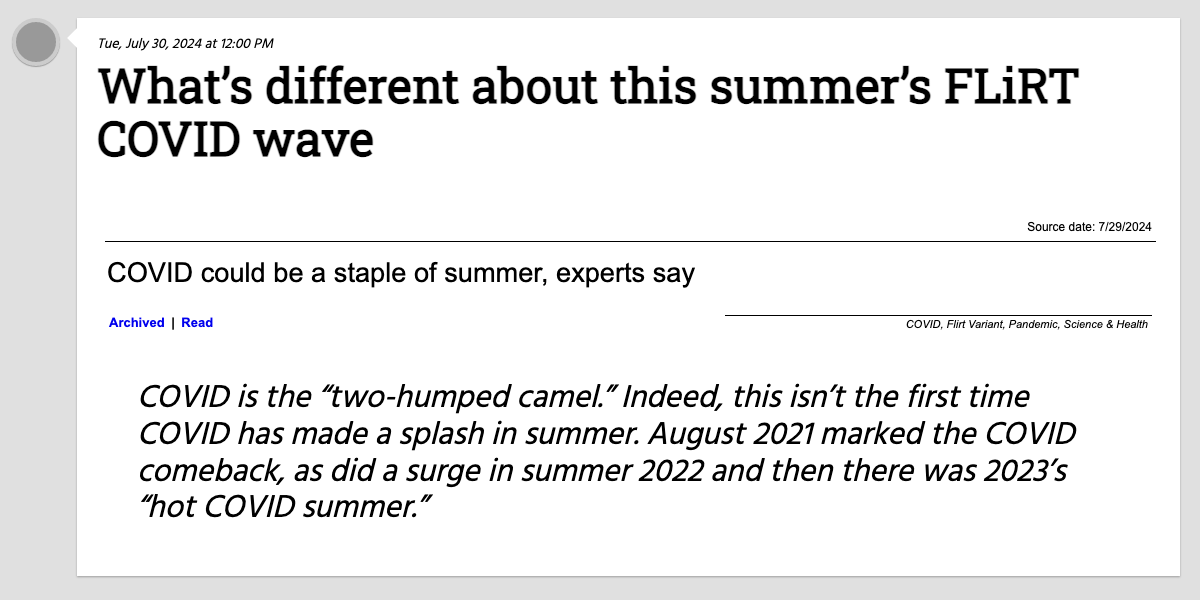 Tue, July 30, 2024 at 12:00 PM
What’s different about this summer’s FLiRT
COVID wave
Source date: 7/29/2024
COVID could be a staple of summer, experts say
Archived | Read
COVID, Flirt Variant, Pandemic, Science & Health
COVID is the “two-humped camel.” Indeed, this isn’t the first time
COVID has made a splash in summer. August 2021 marked the COVID
comeback, as did a surge in summer 2022 and then there was 2023’s
“hot COVID summer.”